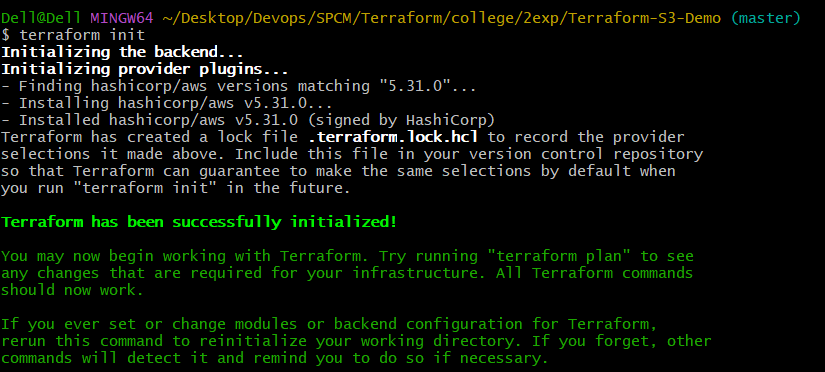 Dell@Dell MINGW64 ~/Desktop/Devops/SPCM/Terraform/college/2exp/Terraform-S3-Demo (master)
$ terraform init
Initializing the backend...
Initializing provider plugins...
- Finding hashicorp/aws versions matching "5.31.0"...
- Installing hashicorp/aws v5.31.0...
- Installed hashicorp/aws v5.31.0 (signed by HashiCorp)
Terraform has created a lock file .terraform.lock.hcl to record the provider
selections it made above. Include this file in your version control repository
so that Terraform can guarantee to make the same selections by default when
you run "terraform init" in the future.
Terraform has been successfully initialized!
You may now begin working with Terraform. Try running "terraform plan" to see
any changes that are required for your infrastructure. All Terraform commands
should now work.
If you ever set or change modules or backend configuration for Terraform,
rerun this command to reinitialize your working directory. If you forget, other
commands will detect it and remind you to do so if necessary.